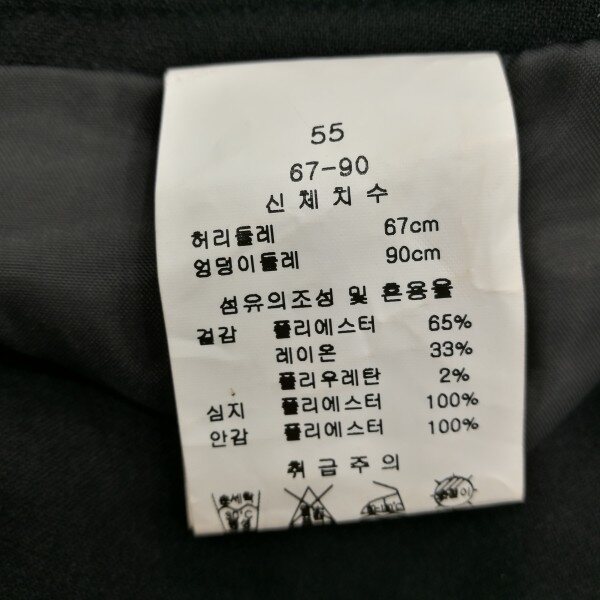 55
67-90
신체치수
허리둘레 67cm
엉덩이둘레 90cm
섬유의조성 및 혼용율
겉감 폴리에스터 65%
레이온 33%
폴리우레탄 2%
심지 폴리에스터 100%
안감 폴리에스터 100%
취급주의